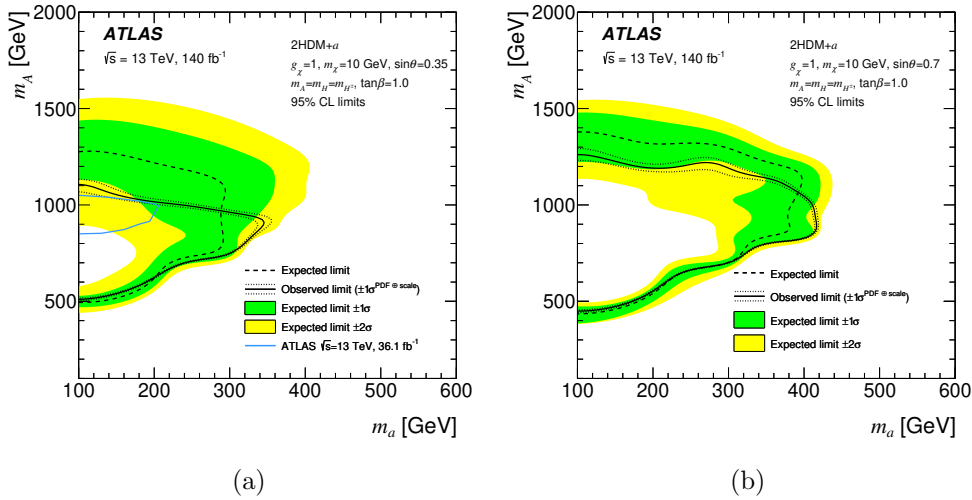 ATLAS
√s = 13 TeV, 140 fb⁻¹
2HDM+a
g_χ=1, m_χ=10 GeV, sinθ=0.35
m_A=m_H=m_H±, tanβ=1.0
95% CL limits
m_A [GeV]
2000
1500
1000
500
Expected limit
Observed limit (±1σ^PDF⊕scale)
Expected limit ±1σ
Expected limit ±2σ
ATLAS √s=13 TeV, 36.1 fb⁻¹
100 200 300 400 500 600
m_a [GeV]
(a)
ATLAS
√s = 13 TeV, 140 fb⁻¹
2HDM+a
g_χ=1, m_χ=10 GeV, sinθ=0.7
m_A=m_H=m_H±, tanβ=1.0
95% CL limits
m_A [GeV]
2000
1500
1000
500
Expected limit
Observed limit (±1σ^PDF⊕scale)
Expected limit ±1σ
Expected limit ±2σ
100 200 300 400 500 600
m_a [GeV]
(b)